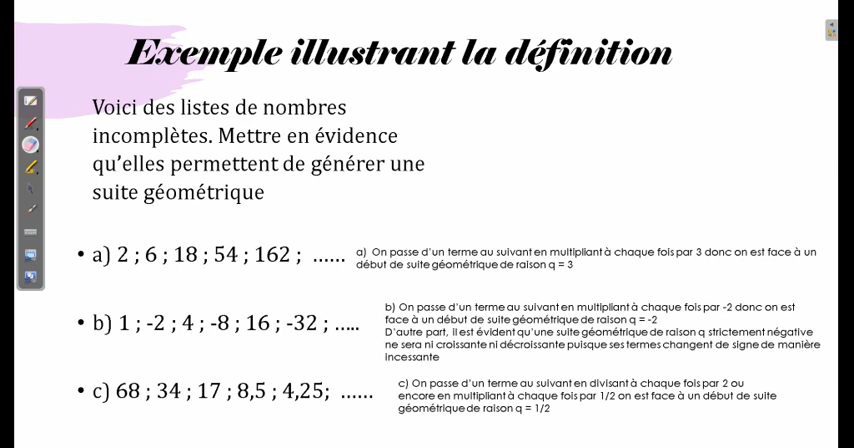 Exemple illustrant la définition
Voici des listes de nombres
incomplètes. Mettre en évidence
qu'elles permettent de générer une
suite géométrique
• a) 2 ; 6 ; 18 ; 54 ; 162 ; ......
a) On passe d'un terme au suivant en multipliant à chaque fois par 3 donc on est face à un
début de suite géométrique de raison q = 3
• b) 1 ; -2 ; 4 ; -8 ; 16 ; -32 ; .....
b) On passe d'un terme au suivant en multipliant à chaque fois par -2 donc on est
face à un début de suite géométrique de raison q = -2
D'autre part, il est évident qu'une suite géométrique de raison q strictement négative
ne sera ni croissante ni décroissante puisque ses termes changent de signe de manière
incessante
• c) 68 ; 34 ; 17 ; 8,5 ; 4,25; ......
c) On passe d'un terme au suivant en divisant à chaque fois par 2 ou
encore en multipliant à chaque fois par 1/2 on est face à un début de suite
géométrique de raison q = 1/2